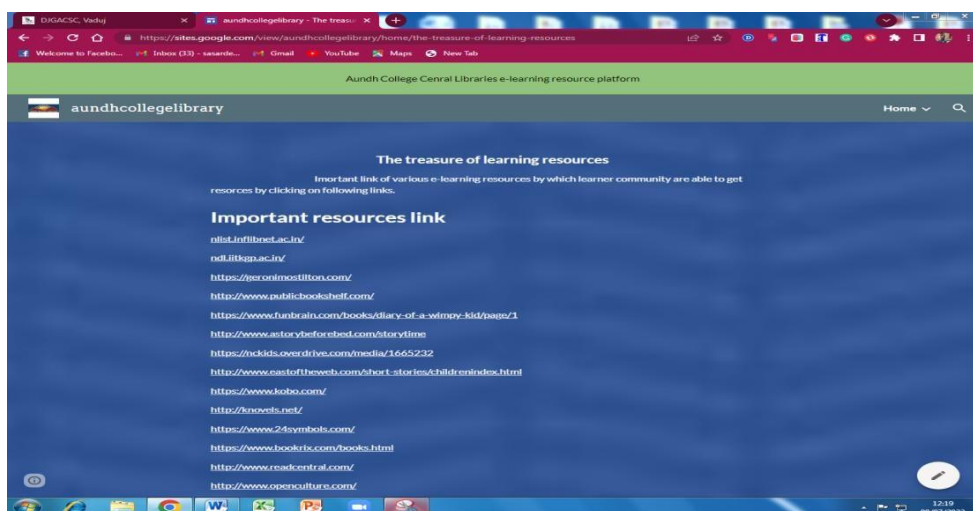 DJGACSC, Vaduj
aundhcollegelibrary - The treasu
https://sites.google.com/view/aundhcollegelibrary/home/the-treasure-of-learning-resources
Welcome to Facebo...
Inbox (33) - sasarde...
Gmail
YouTube
Maps
New Tab
Aundh College Cenral Libraries e-learning resource platform
aundhcollegelibrary
Home
The treasure of learning resources
Imortant link of various e-learning resources by which learner community are able to get
resorces by clicking on following links.
Important resources link
nlist.inflibnet.ac.in/
ndl.iitkgp.ac.in/
https://geronimostilton.com/
http://www.publicbookshelf.com/
https://www.funbrain.com/books/diary-of-a-wimpy-kid/page/1
http://www.astorybeforebed.com/storytime
https://nckids.overdrive.com/media/1665232
http://www.eastoftheweb.com/short-stories/childrenindex.html
https://www.kobo.com/
http://knovels.net/
https://www.24symbols.com/
https://www.bookrix.com/books.html
http://www.readcentral.com/
http://www.openculture.com/
12:19